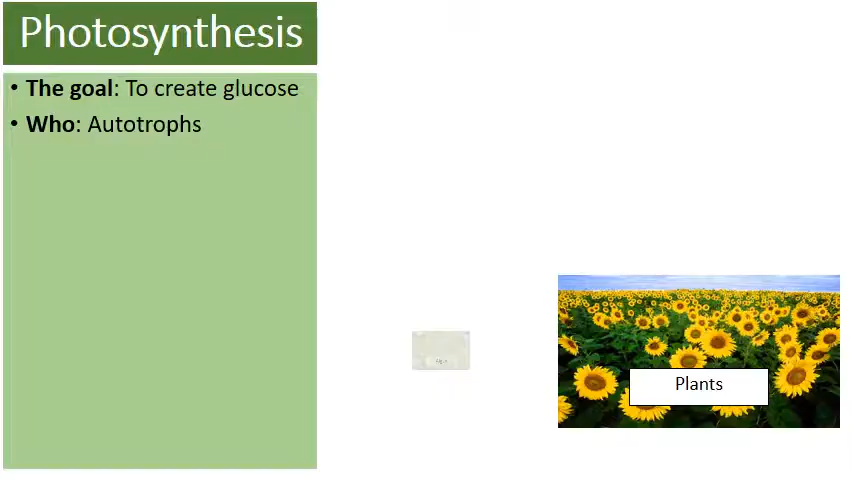 Photosynthesis
• The goal: To create glucose
• Who: Autotrophs
Plants